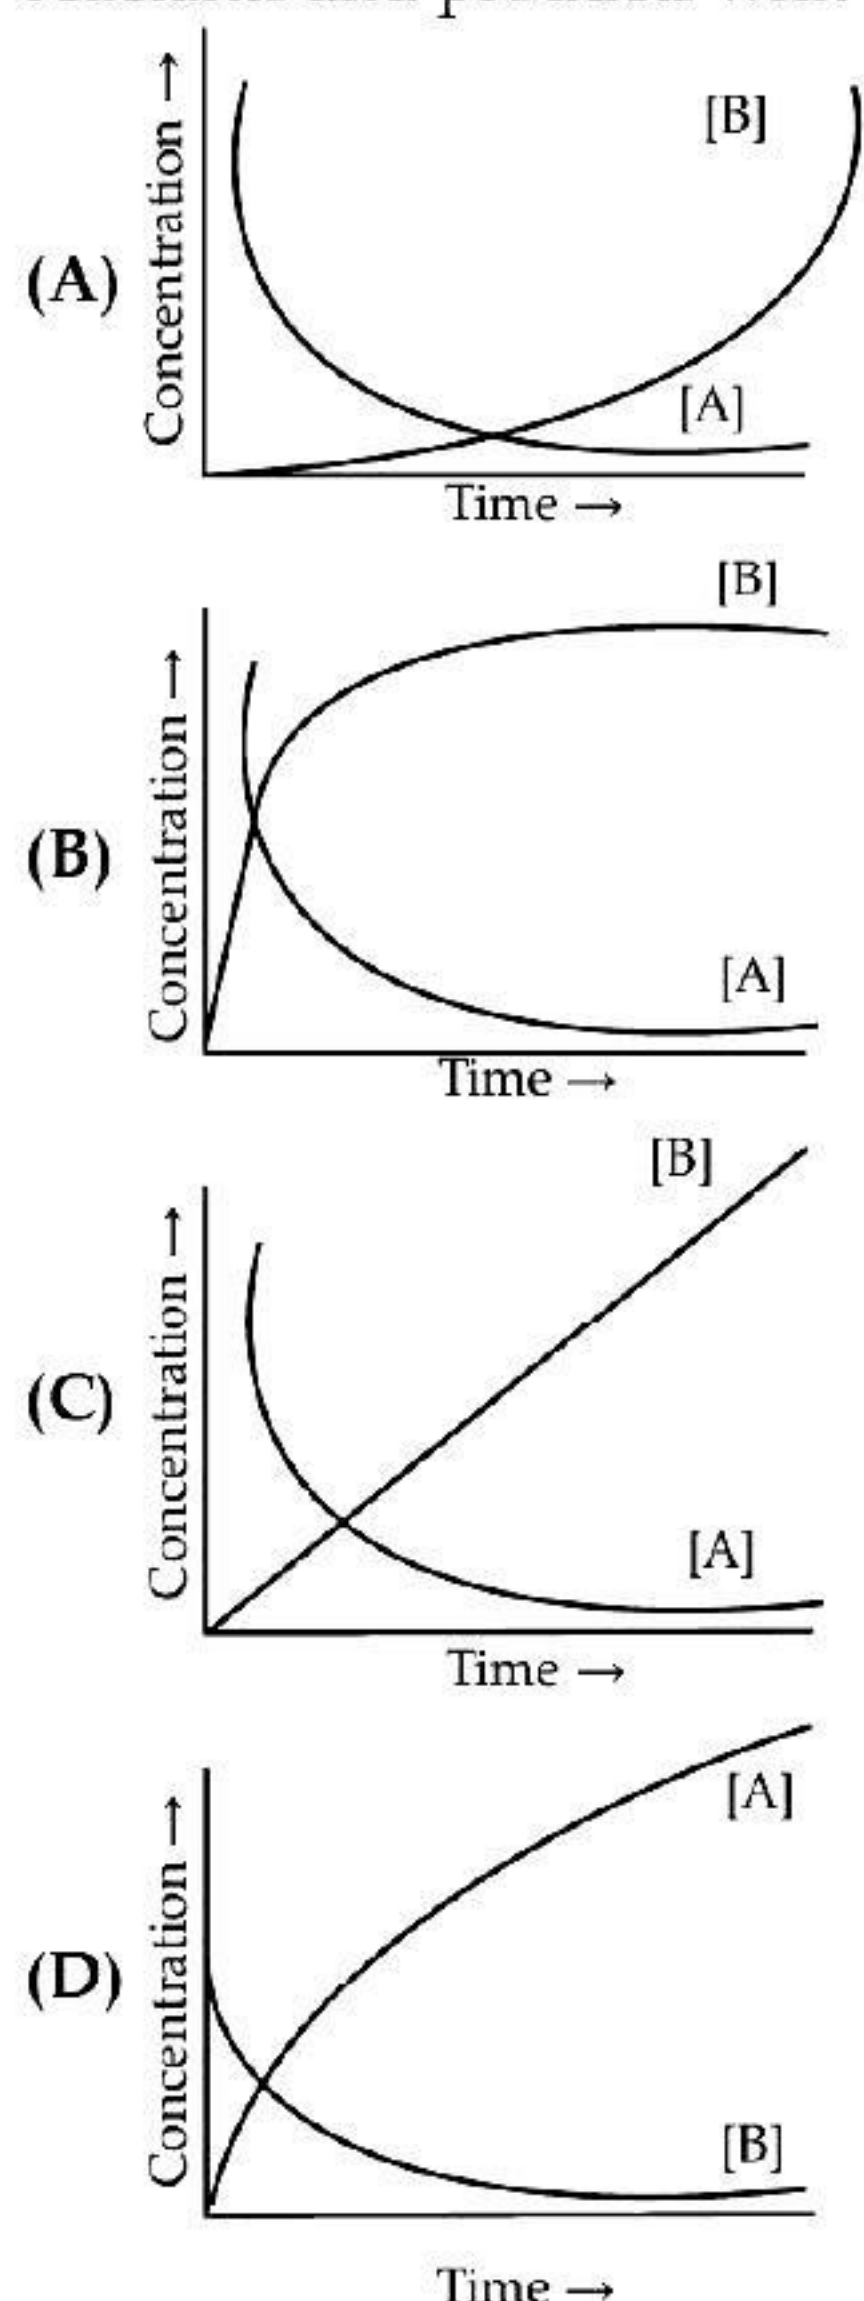 [B]
Concentration →
(A)
[A]
Time →
[B]
Concentration →
(B)
[A]
Time →
[B]
Concentration →
(C)
[A]
Time →
[A]
Concentration →
(D)
[B]
Time →